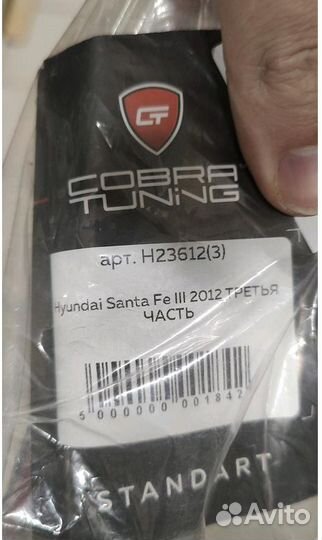 CT
COBRA
TUNING
арт. H23612(3)
Hyundai Santa Fe III 2012 ТРЕТЬЯ
ЧАСТЬ
5 000000 001842
STANDART
Avito